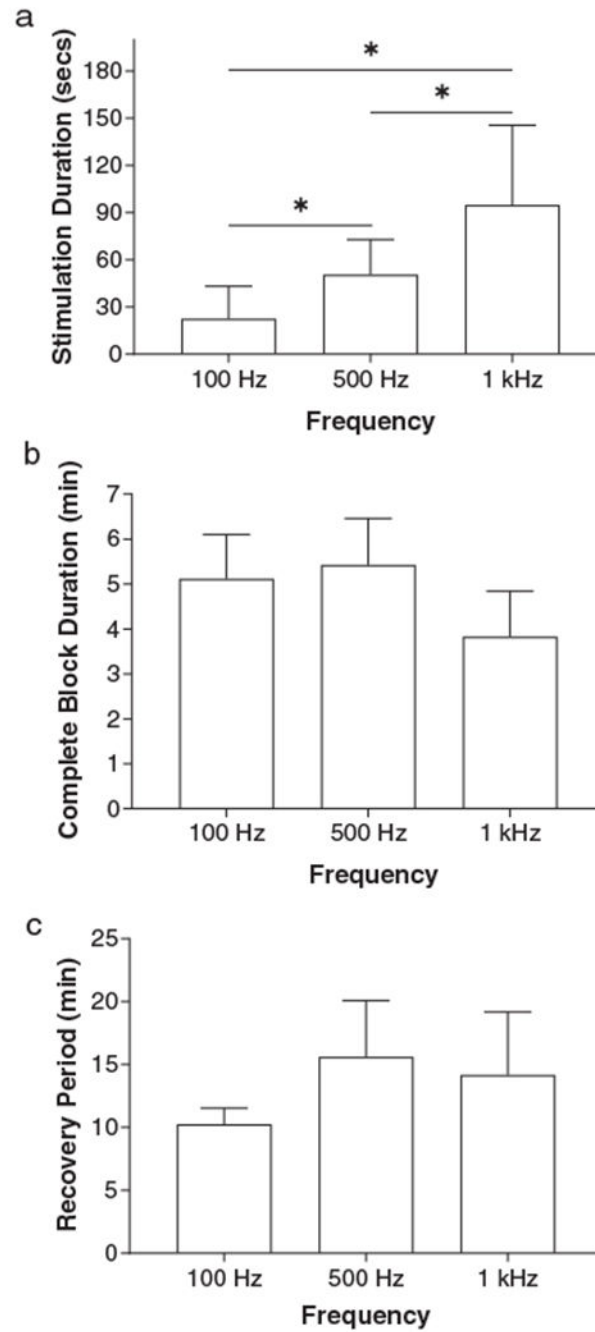 a
Stimulation Duration (secs)
180
150
120
90
60
30
0
*
*
*
100 Hz 500 Hz 1 kHz
Frequency
b
Complete Block Duration (min)
7
6
5
4
3
2
1
0
100 Hz 500 Hz 1 kHz
Frequency
c
Recovery Period (min)
25
20
15
10
5
0
100 Hz 500 Hz 1 kHz
Frequency